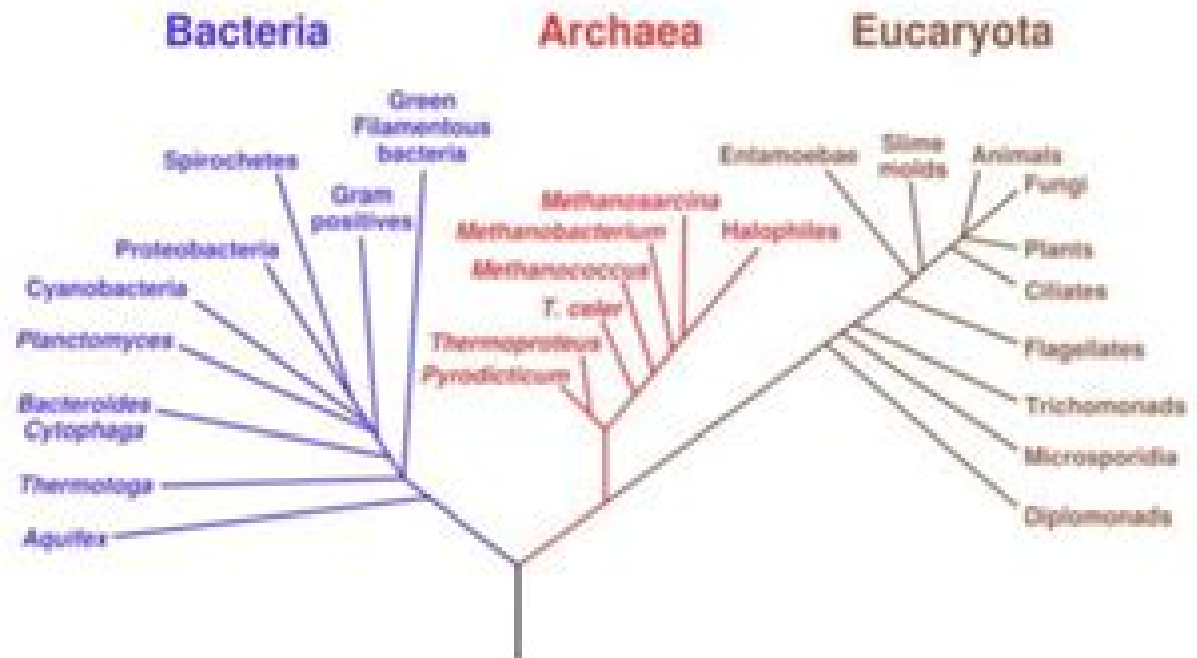 Bacteria
Archaea
Eucaryota
Green
Filamentous
bacteria
Spirochetes
Gram
positives
Proteobacteria
Cyanobacteria
Planctomyces
Bacteroides
Cytophaga
Thermotoga
Aquifex
Methanosarcina
Methanobacterium
Halophiles
Methanococcus
T. celer
Thermoproteus
Pyrodicticum
Entamoebae
Slime
molds
Animals
Fungi
Plants
Ciliates
Flagellates
Trichomonads
Microsporidia
Diplomonads